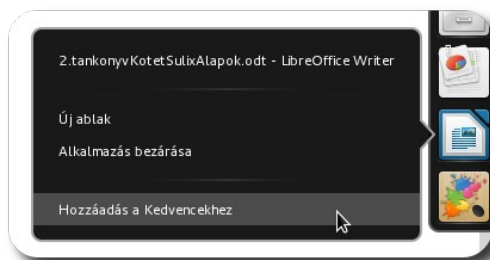 2.tankonyvKotetSulixAlapok.odt - LibreOffice Writer
Új ablak
Alkalmazás bezárása
Hozzáadás a Kedvencekhez